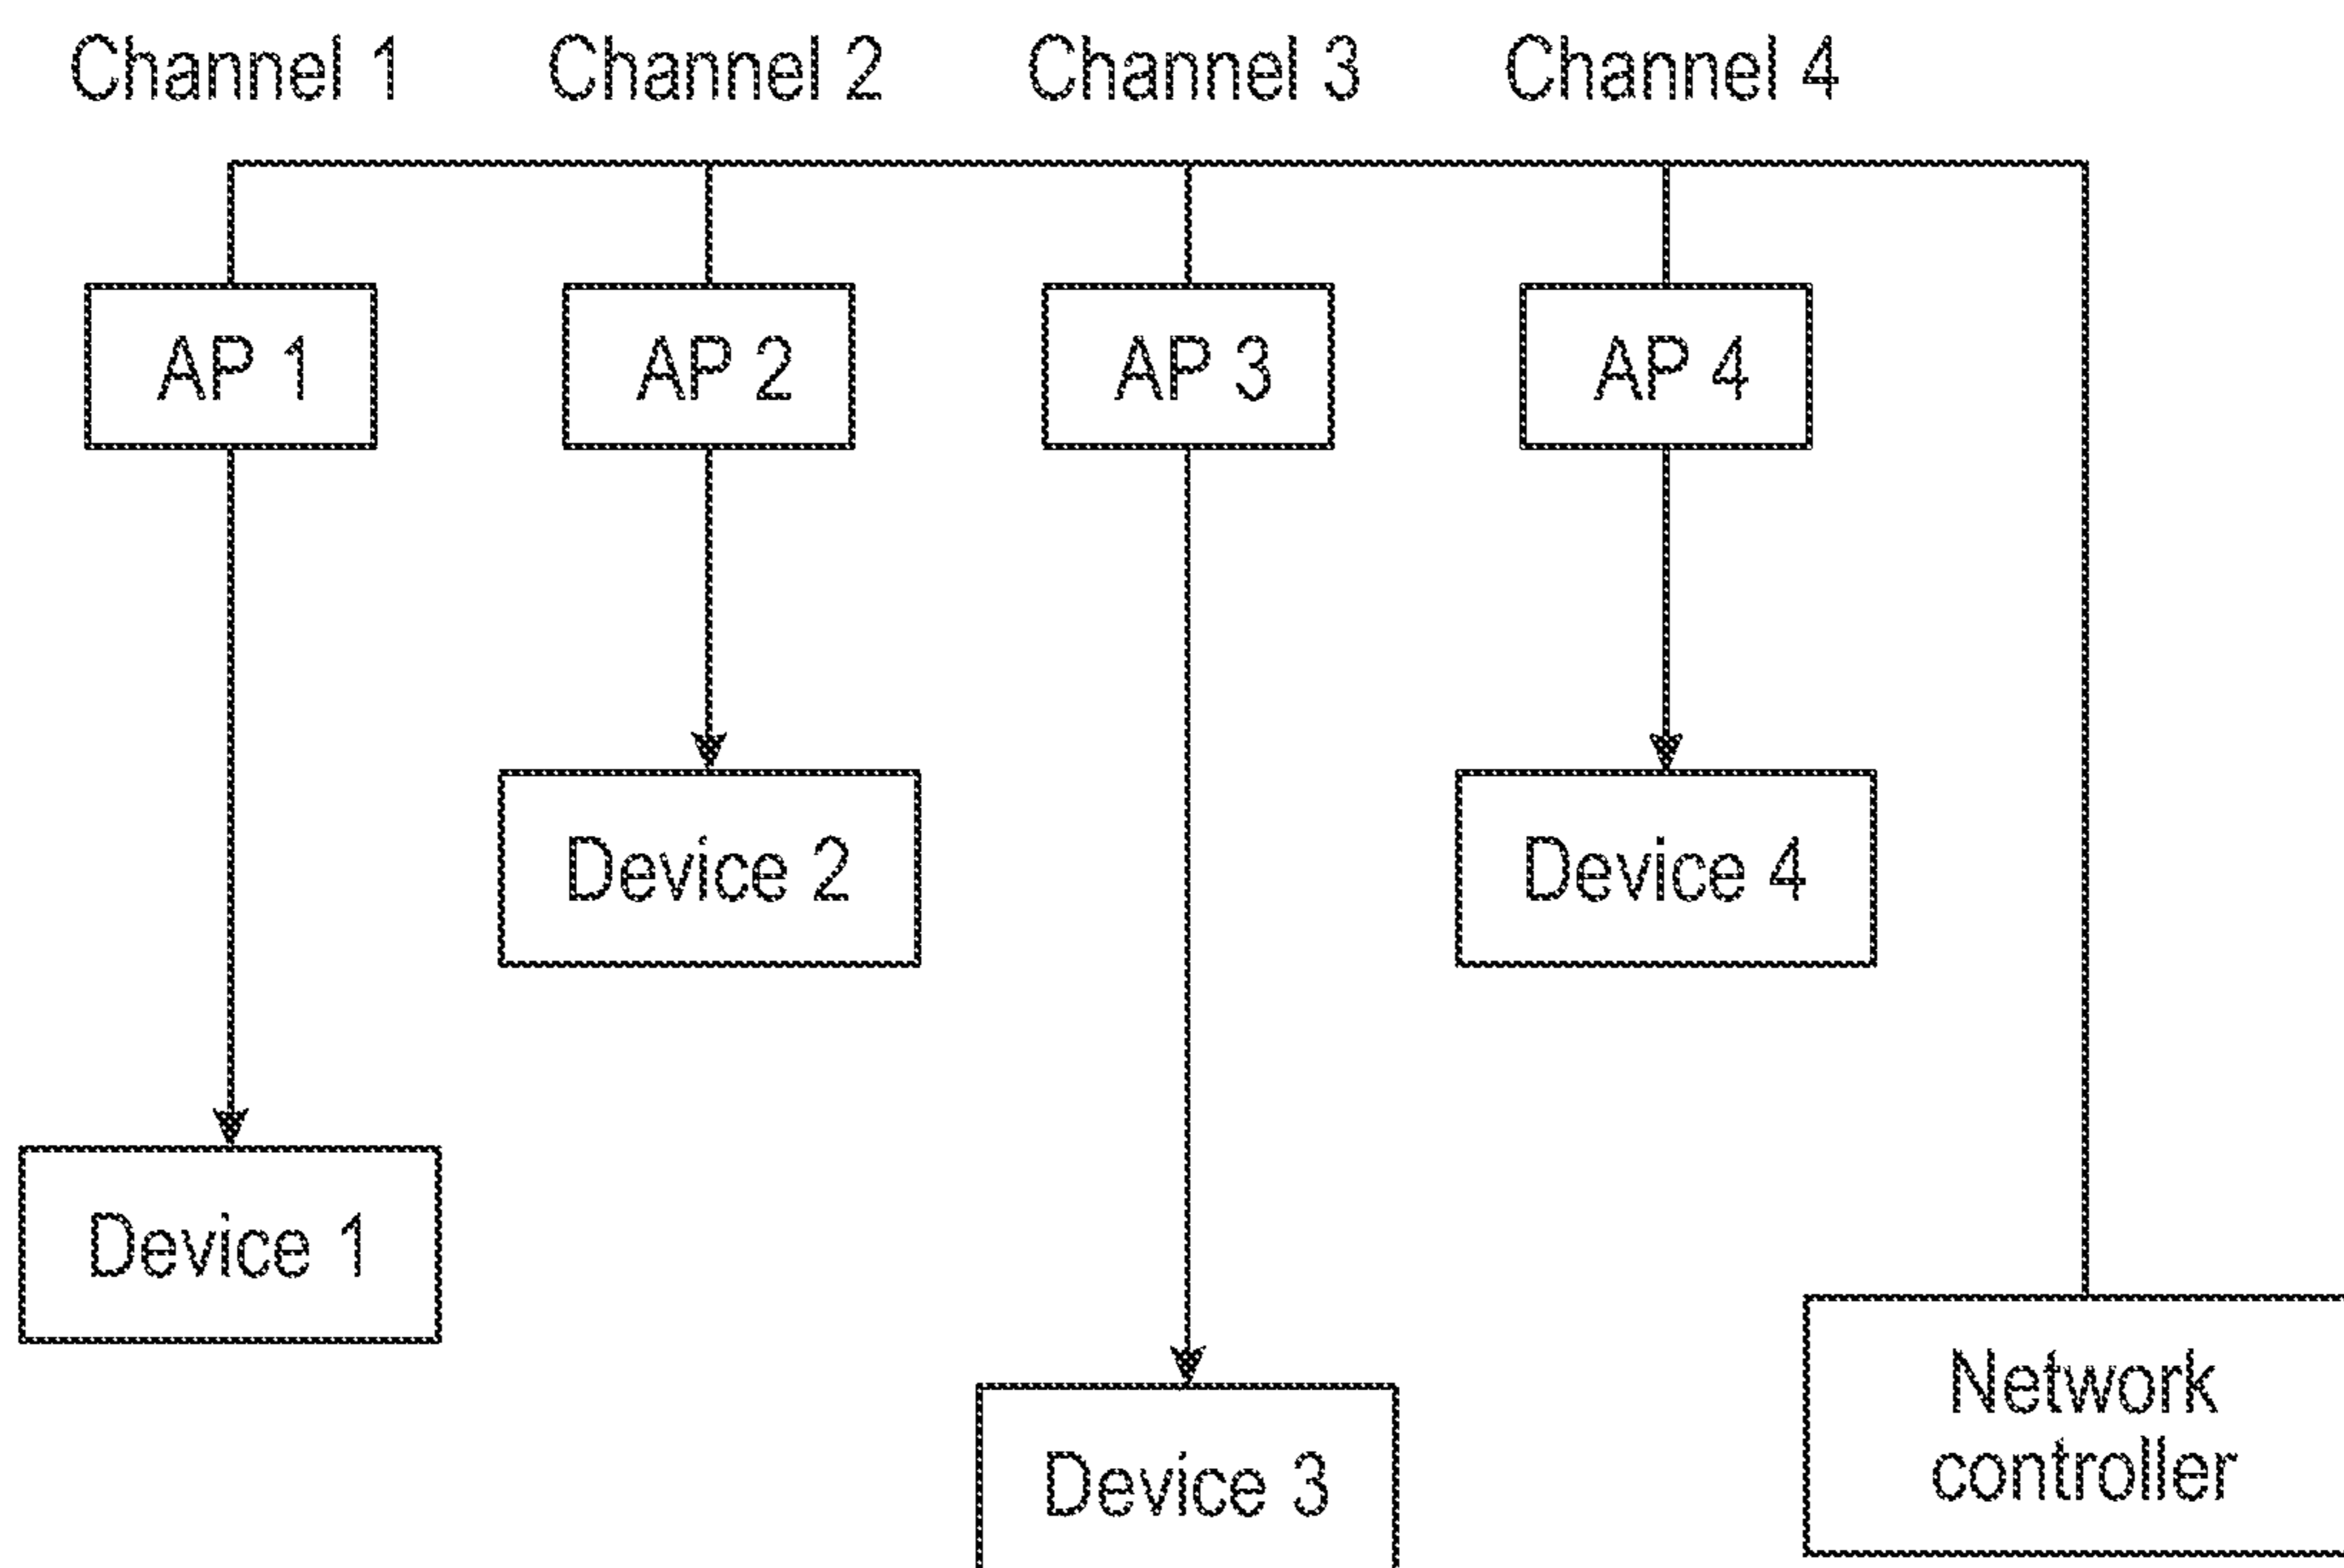 Channel 1
Channel 2
Channel 3
Channel 4
AP 1
AP 2
AP 3
AP 4
Device 2
Device 4
Device 1
Network
controller
Device 3